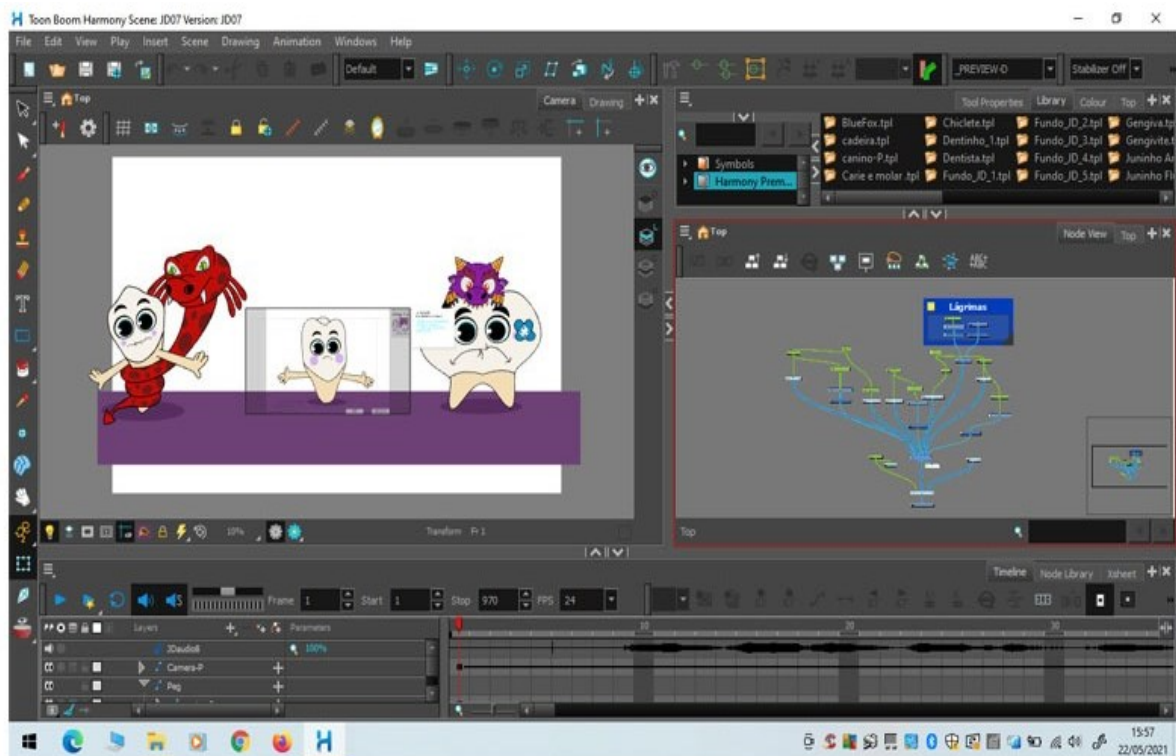 Toon Boom Harmony Scene: JD07 Version: JD07
File Edit View Play Insert Scene Drawing Animation Windows Help
Default
_PREVIEW-D
Stabilizer Off
Top
Camera Drawing
Tool Properties Library Colour Top
BlueFox.tpl Chiclete.tpl Fundo_JD_2.tpl Gengiva.tp
cadeira.tpl Dentinho_1.tpl Fundo_JD_3.tpl Gengivite.t
canino-P.tpl Dentista.tpl Fundo_JD_4.tpl
Carie e molar .tpl Fundo_JD_1.tpl Fundo_JD_5.tpl
Symbols
Harmony Prem...
Top
Node View Top
Lágrimas
Top
10% Transform Fr 1
Timeline Node Library Xsheet
Frame 1 Start 1 Stop 970 FPS 24
Layers Parameters
10 20 30
JDaudio8 100%
Camera-P
Peg
15:57
22/05/2021